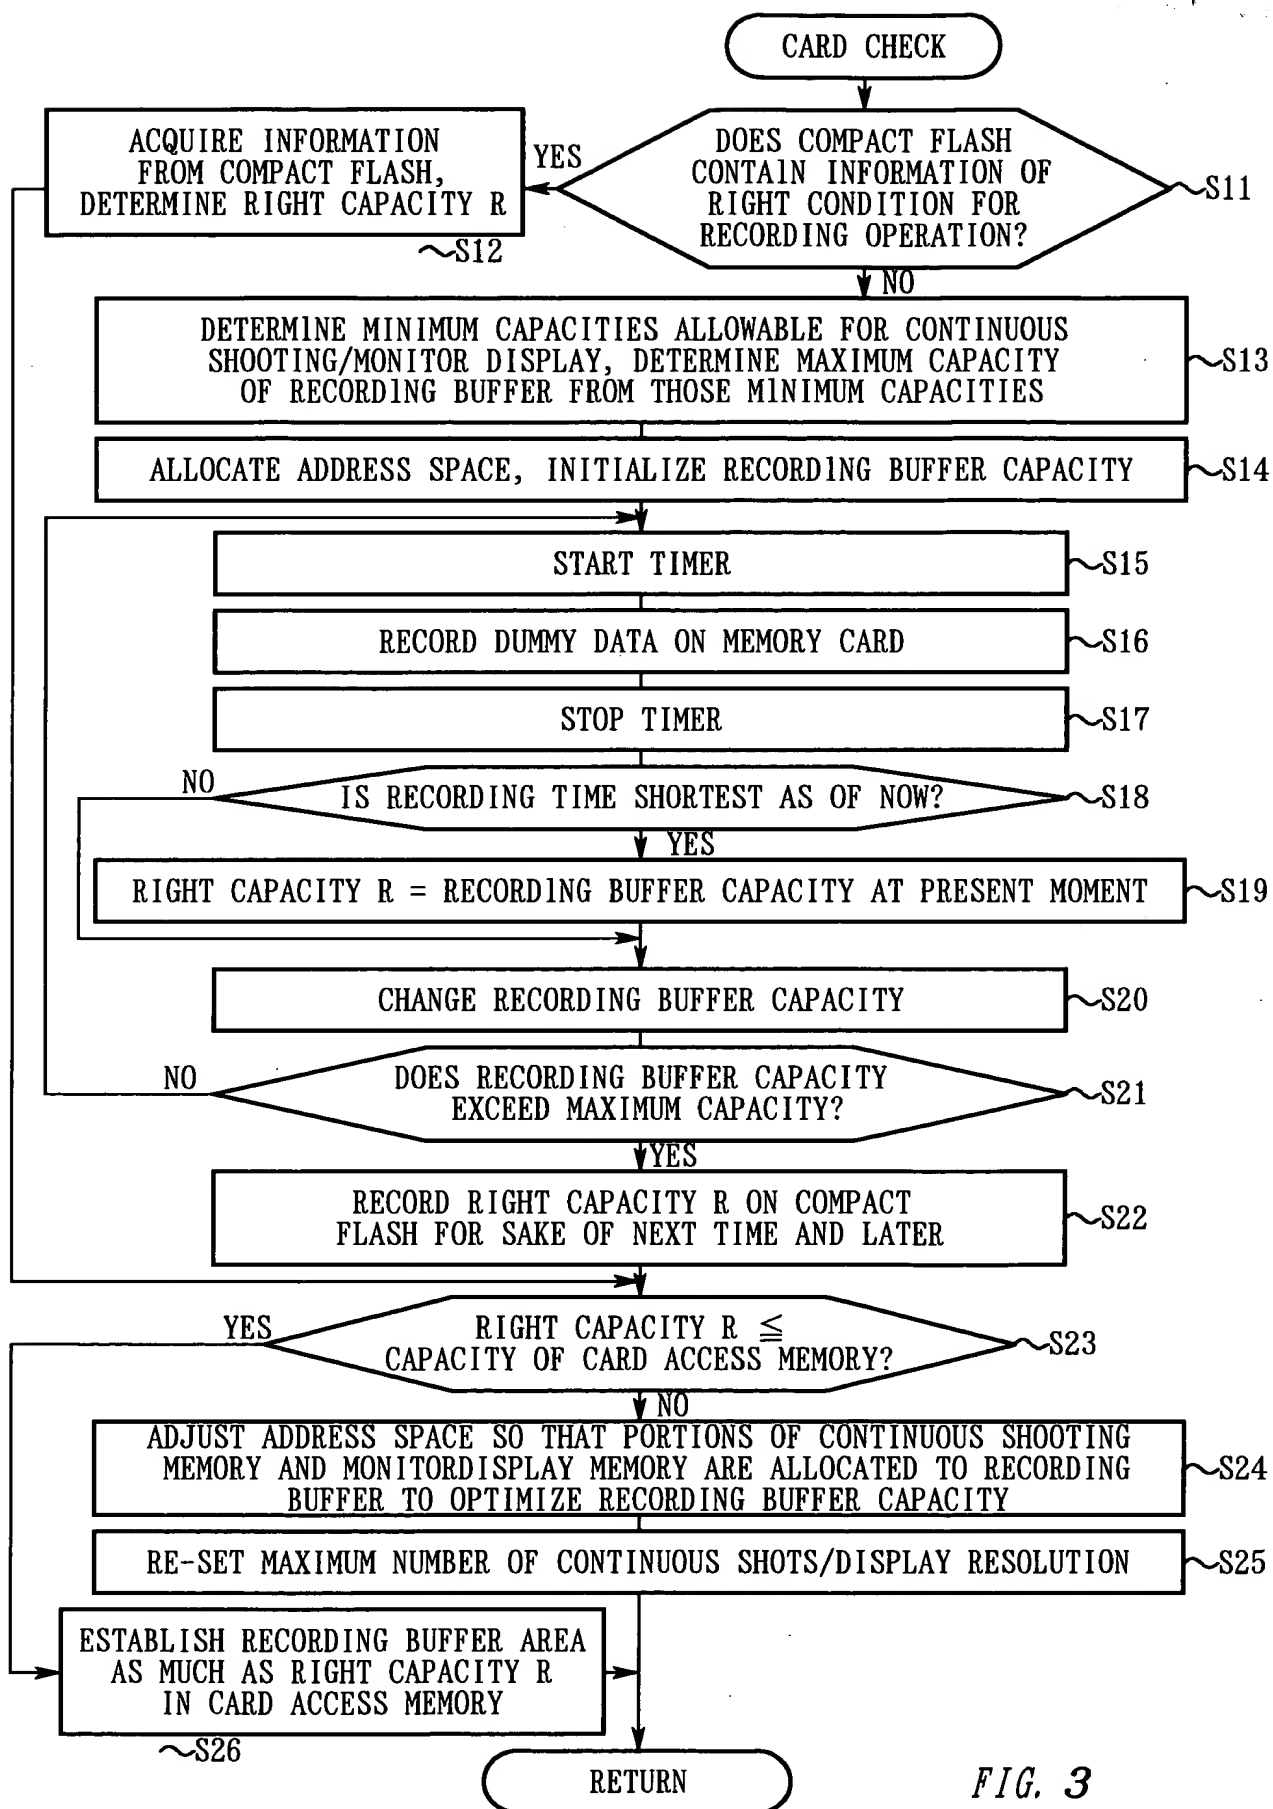 CARD CHECK
ACQUIRE INFORMATION
FROM COMPACT FLASH,
DETERMINE RIGHT CAPACITY R
S12
YES
DOES COMPACT FLASH
CONTAIN INFORMATION OF
RIGHT CONDITION FOR
RECORDING OPERATION?
S11
NO
DETERMINE MINIMUM CAPACITIES ALLOWABLE FOR CONTINUOUS
SHOOTING/MONITOR DISPLAY, DETERMINE MAXIMUM CAPACITY
OF RECORDING BUFFER FROM THOSE MINIMUM CAPACITIES
S13
ALLOCATE ADDRESS SPACE, INITIALIZE RECORDING BUFFER CAPACITY
S14
START TIMER
S15
RECORD DUMMY DATA ON MEMORY CARD
S16
STOP TIMER
S17
NO
IS RECORDING TIME SHORTEST AS OF NOW?
S18
YES
RIGHT CAPACITY R = RECORDING BUFFER CAPACITY AT PRESENT MOMENT
S19
CHANGE RECORDING BUFFER CAPACITY
S20
NO
DOES RECORDING BUFFER CAPACITY
EXCEED MAXIMUM CAPACITY?
S21
YES
RECORD RIGHT CAPACITY R ON COMPACT
FLASH FOR SAKE OF NEXT TIME AND LATER
S22
YES
RIGHT CAPACITY R ≦
CAPACITY OF CARD ACCESS MEMORY?
S23
NO
ADJUST ADDRESS SPACE SO THAT PORTIONS OF CONTINUOUS SHOOTING
MEMORY AND MONITORDISPLAY MEMORY ARE ALLOCATED TO RECORDING
BUFFER TO OPTIMIZE RECORDING BUFFER CAPACITY
S24
RE-SET MAXIMUM NUMBER OF CONTINUOUS SHOTS/DISPLAY RESOLUTION
S25
ESTABLISH RECORDING BUFFER AREA
AS MUCH AS RIGHT CAPACITY R
IN CARD ACCESS MEMORY
S26
RETURN
FIG. 3